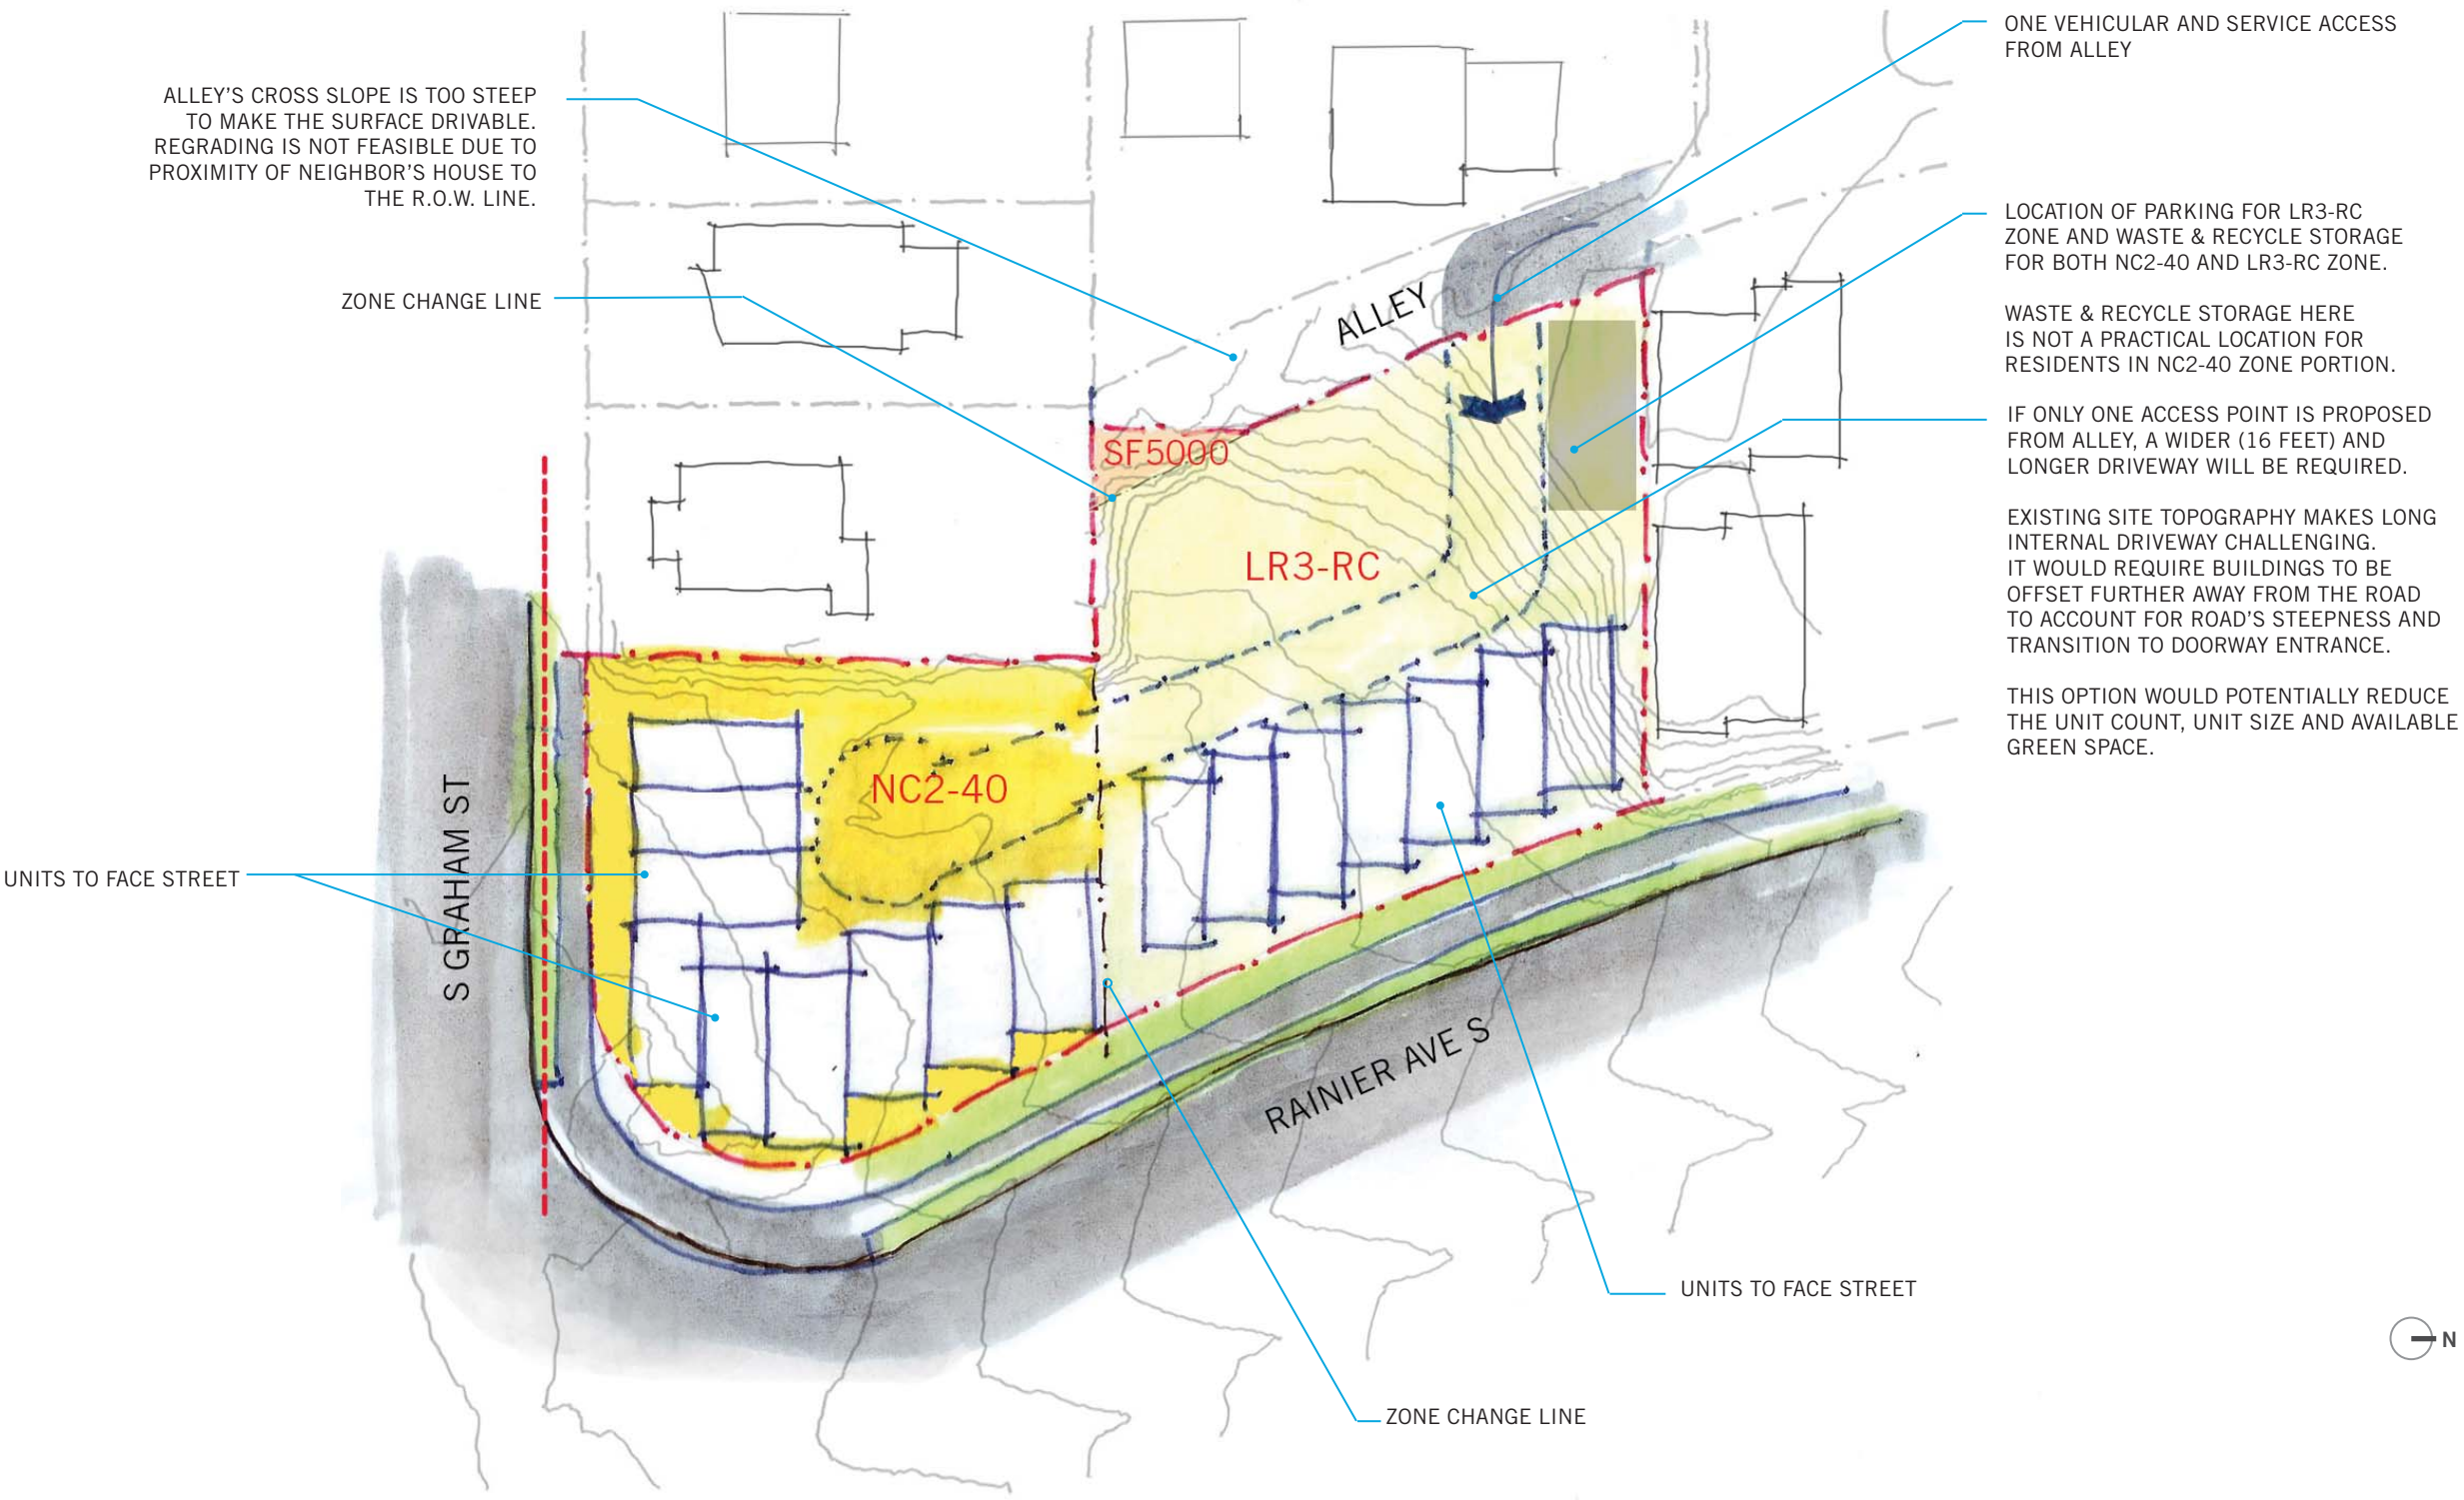 ONE VEHICULAR AND SERVICE ACCESS
FROM ALLEY
ALLEY'S CROSS SLOPE IS TOO STEEP
TO MAKE THE SURFACE DRIVABLE.
REGRADING IS NOT FEASIBLE DUE TO
PROXIMITY OF NEIGHBOR'S HOUSE TO
THE R.O.W. LINE.
ZONE CHANGE LINE
LOCATION OF PARKING FOR LR3-RC
ZONE AND WASTE & RECYCLE STORAGE
FOR BOTH NC2-40 AND LR3-RC ZONE.
WASTE & RECYCLE STORAGE HERE
IS NOT A PRACTICAL LOCATION FOR
RESIDENTS IN NC2-40 ZONE PORTION.
IF ONLY ONE ACCESS POINT IS PROPOSED
FROM ALLEY, A WIDER (16 FEET) AND
LONGER DRIVEWAY WILL BE REQUIRED.
EXISTING SITE TOPOGRAPHY MAKES LONG
INTERNAL DRIVEWAY CHALLENGING.
IT WOULD REQUIRE BUILDINGS TO BE
OFFSET FURTHER AWAY FROM THE ROAD
TO ACCOUNT FOR ROAD'S STEEPNESS AND
TRANSITION TO DOORWAY ENTRANCE.
THIS OPTION WOULD POTENTIALLY REDUCE
THE UNIT COUNT, UNIT SIZE AND AVAILABLE
GREEN SPACE.
ALLEY
SF5000
LR3-RC
NC2-40
S GRAHAM ST
UNITS TO FACE STREET
RAINIER AVE S
UNITS TO FACE STREET
N
ZONE CHANGE LINE